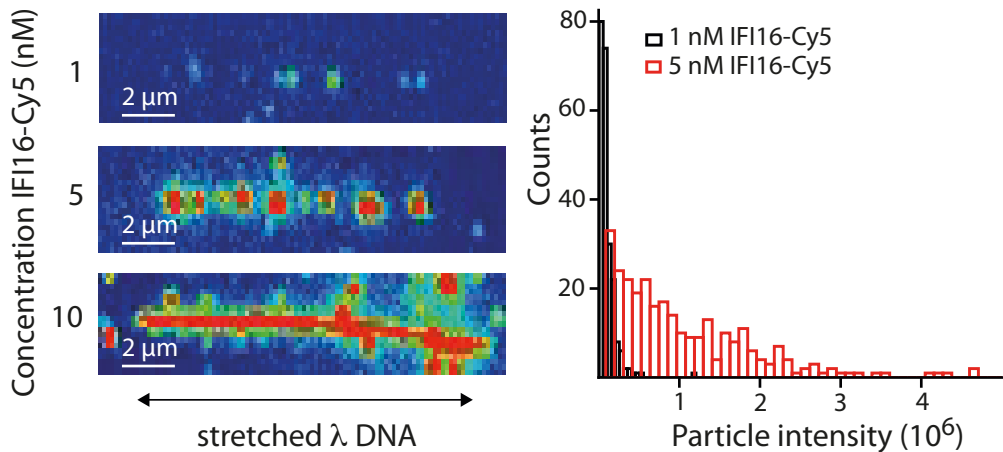 Concentration IFI16-Cy5 (nM)
1
2 μm
5
2 μm
10
2 μm
stretched λ DNA
80
60
40
20
Counts
1 nM IFI16-Cy5
5 nM IFI16-Cy5
1 2 3 4
Particle intensity (10⁶)